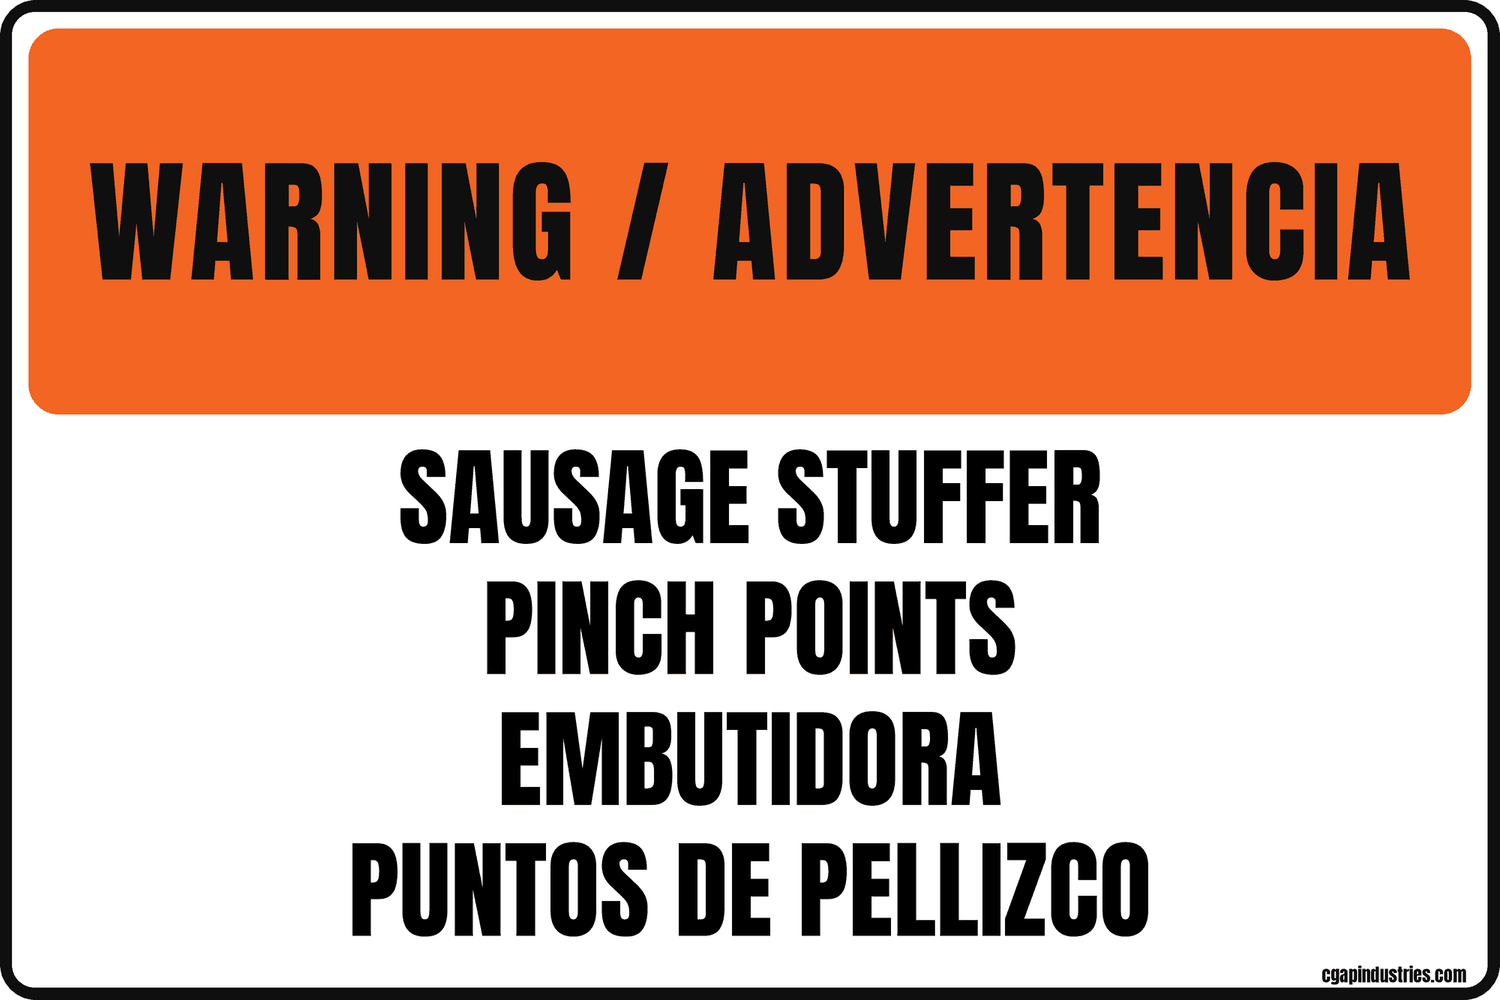 WARNING / ADVERTENCIA
SAUSAGE STUFFER
PINCH POINTS
EMBUTIDORA
PUNTOS DE PELLIZCO
cgapindustries.com